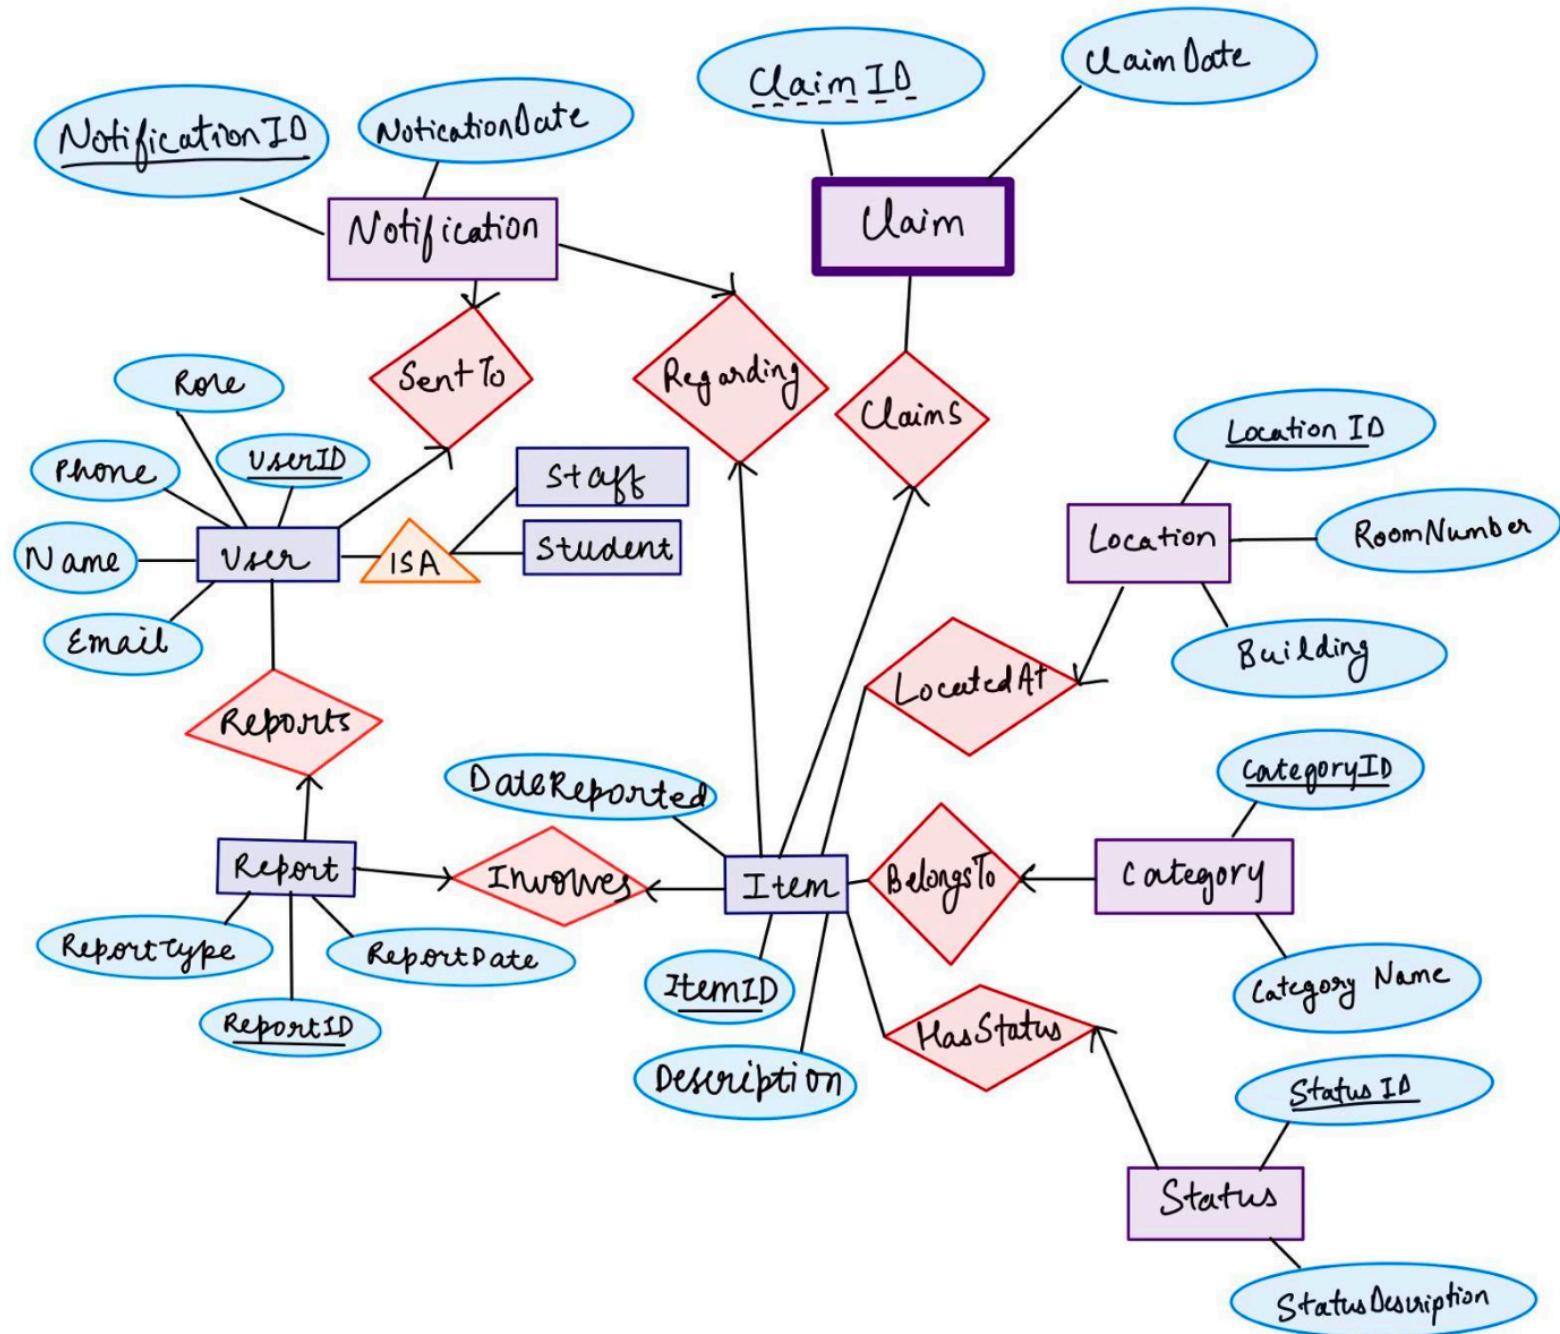 Claim ID
ClaimDate
NotificationID
NoticationDate
Notification
Claim
Sent To
Regarding
Claims
Role
Phone
UserID
Name
User
Email
ISA
Staff
Student
Location ID
Location
RoomNumber
Building
LocatedAt
Reports
DateReported
CategoryID
Report
Involves
Item
BelongsTo
Category
ReportType
ReportDate
ReportID
ItemID
Description
Category Name
HasStatus
Status ID
Status
StatusDescription